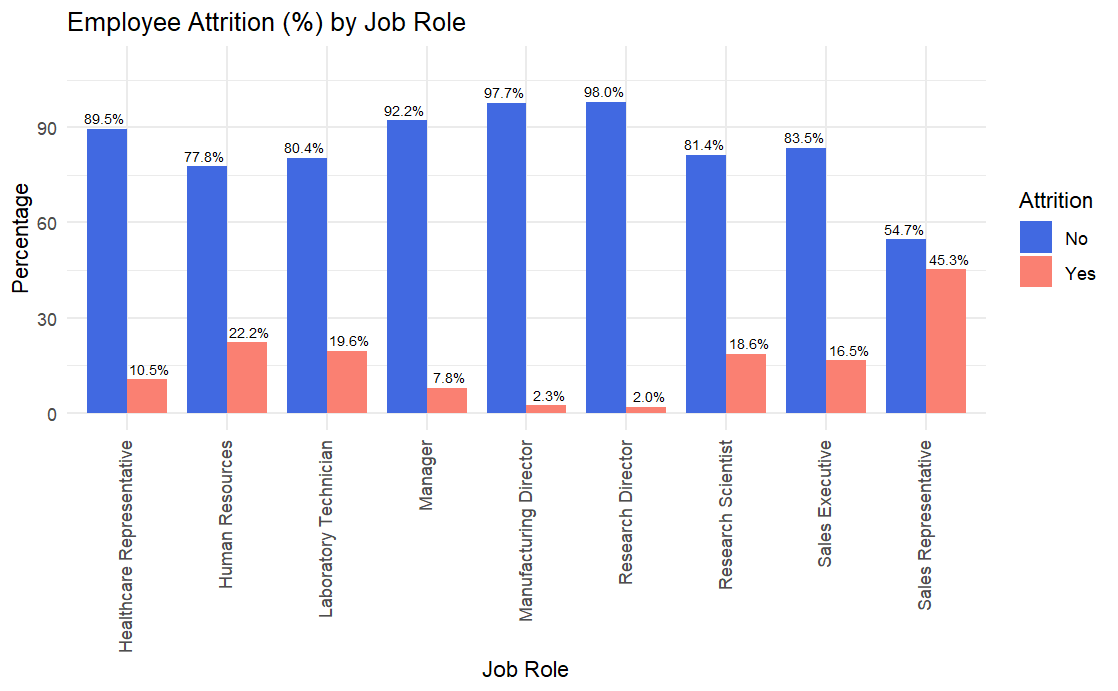 Employee Attrition (%) by Job Role
Percentage
90
60
30
0
89.5%
10.5%
77.8%
22.2%
80.4%
19.6%
92.2%
7.8%
97.7%
2.3%
98.0%
2.0%
81.4%
18.6%
83.5%
16.5%
54.7%
45.3%
Healthcare Representative
Human Resources
Laboratory Technician
Manager
Manufacturing Director
Research Director
Research Scientist
Sales Executive
Sales Representative
Job Role
Attrition
No
Yes